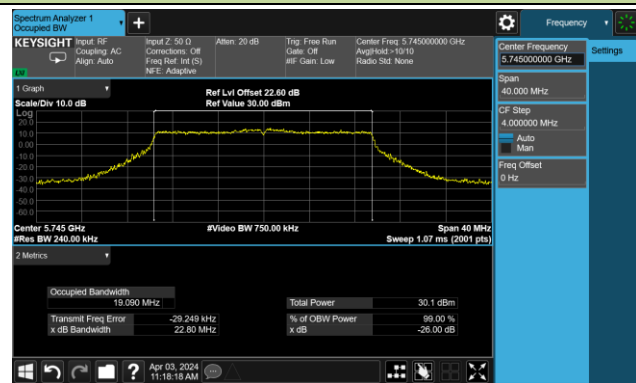 Spectrum Analyzer 1
Occupied BW
Frequency
KEYSIGHT
Input: RF
Coupling: AC
Align: Auto
Input Z: 50 Ω
Corrections: Off
Freq Ref: Int (S)
NFE: Adaptive
Atten: 20 dB
Trig: Free Run
Gate: Off
#IF Gain: Low
Center Freq: 5.745000000 GHz
Avg|Hold:>10/10
Radio Std: None
Center Frequency
5.745000000 GHz
Settings
Span
40.000 MHz
CF Step
4.000000 MHz
Auto
Man
Freq Offset
0 Hz
1 Graph
Scale/Div 10.0 dB
Ref Lvl Offset 22.60 dB
Ref Value 30.00 dBm
Log
20.0
10.0
0.00
-10.0
-20.0
-30.0
-40.0
-50.0
-60.0
Center 5.745 GHz
#Video BW 750.00 kHz
Span 40 MHz
#Res BW 240.00 kHz
Sweep 1.07 ms (2001 pts)
2 Metrics
Occupied Bandwidth
19.090 MHz
Total Power
30.1 dBm
Transmit Freq Error
-29.249 kHz
% of OBW Power
99.00 %
x dB Bandwidth
22.80 MHz
x dB
-26.00 dB
?
Apr 03, 2024
11:18:18 AM